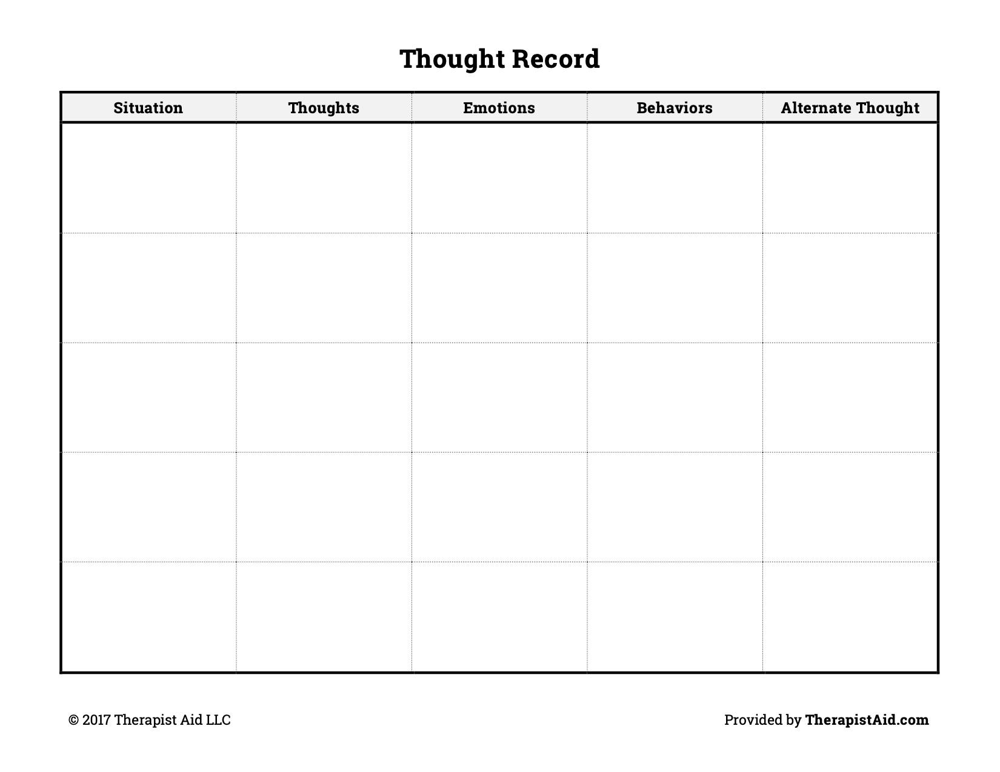 Thought Record
Situation Thoughts Emotions Behaviors Alternate Thought
© 2017 Therapist Aid LLC Provided by TherapistAid.com